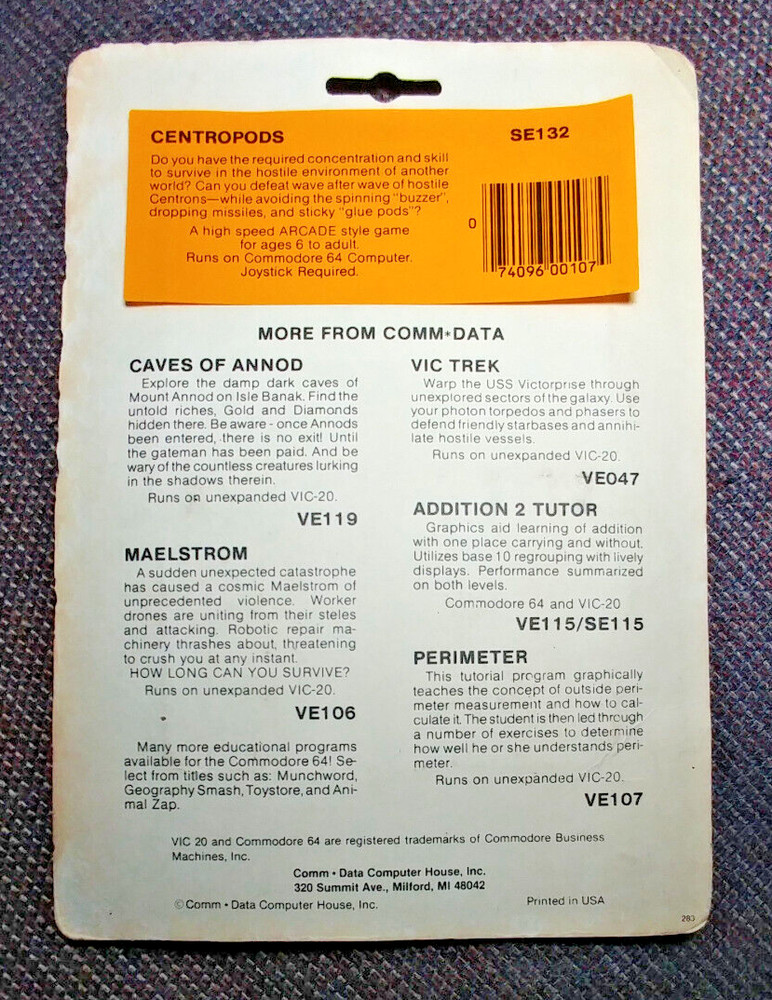 CENTROPODS
SE132
Do you have the required concentration and skill
to survive in the hostile environment of another
world? Can you defeat wave after wave of hostile
Centrons—while avoiding the spinning "buzzer",
dropping missiles, and sticky "glue pods"?
A high speed ARCADE style game
for ages 6 to adult.
Runs on Commodore 64 Computer.
Joystick Required.
0
74096 00107
MORE FROM COMM*DATA
CAVES OF ANNOD
Explore the damp dark caves of
Mount Annod on Isle Banak. Find the
untold riches, Gold and Diamonds
hidden there. Be aware - once Annods
been entered, there is no exit! Until
the gateman has been paid. And be
wary of the countless creatures lurking
in the shadows therein.
Runs on unexpanded VIC-20.
VE119
MAELSTROM
A sudden unexpected catastrophe
has caused a cosmic Maelstrom of
unprecedented violence. Worker
drones are uniting from their steles
and attacking. Robotic repair ma-
chinery thrashes about, threatening
to crush you at any instant.
HOW LONG CAN YOU SURVIVE?
Runs on unexpanded VIC-20.
VE106
Many more educational programs
available for the Commodore 64! Se-
lect from titles such as: Munchword,
Geography Smash, Toystore, and Ani-
mal Zap.
VIC TREK
Warp the USS Victorprise through
unexplored sectors of the galaxy. Use
your photon torpedos and phasers to
defend friendly starbases and annihi-
late hostile vessels.
Runs on unexpanded VIC-20.
VE047
ADDITION 2 TUTOR
Graphics aid learning of addition
with one place carrying and without.
Utilizes base 10 regrouping with lively
displays. Performance summarized
on both levels.
Commodore 64 and VIC-20
VE115/SE115
PERIMETER
This tutorial program graphically
teaches the concept of outside peri-
meter measurement and how to cal-
culate it. The student is then led through
a number of exercises to determine
how well he or she understands peri-
meter.
Runs on unexpanded VIC-20.
VE107
VIC 20 and Commodore 64 are registered trademarks of Commodore Business
Machines, Inc.
Comm • Data Computer House, Inc.
320 Summit Ave., Milford, MI 48042
©Comm • Data Computer House, Inc.
Printed in USA
283